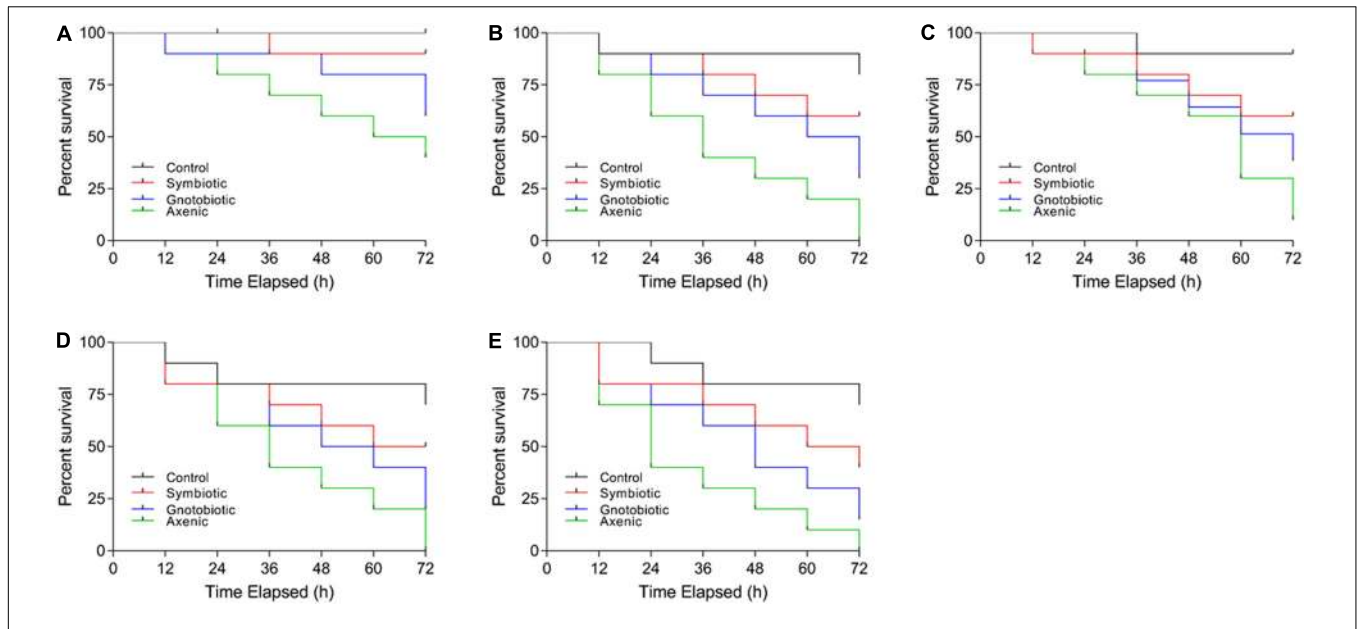 A
Percent survival
100
75
50
25
0
Control
Symbiotic
Gnotobiotic
Axenic
0 12 24 36 48 60 72
Time Elapsed (h)
B
Percent survival
100
75
50
25
0
Control
Symbiotic
Gnotobiotic
Axenic
0 12 24 36 48 60 72
Time Elapsed (h)
C
Percent survival
100
75
50
25
0
Control
Symbiotic
Gnotobiotic
Axenic
0 12 24 36 48 60 72
Time Elapsed (h)
D
Percent survival
100
75
50
25
0
Control
Symbiotic
Gnotobiotic
Axenic
0 12 24 36 48 60 72
Time Elapsed (h)
E
Percent survival
100
75
50
25
0
Control
Symbiotic
Gnotobiotic
Axenic
0 12 24 36 48 60 72
Time Elapsed (h)